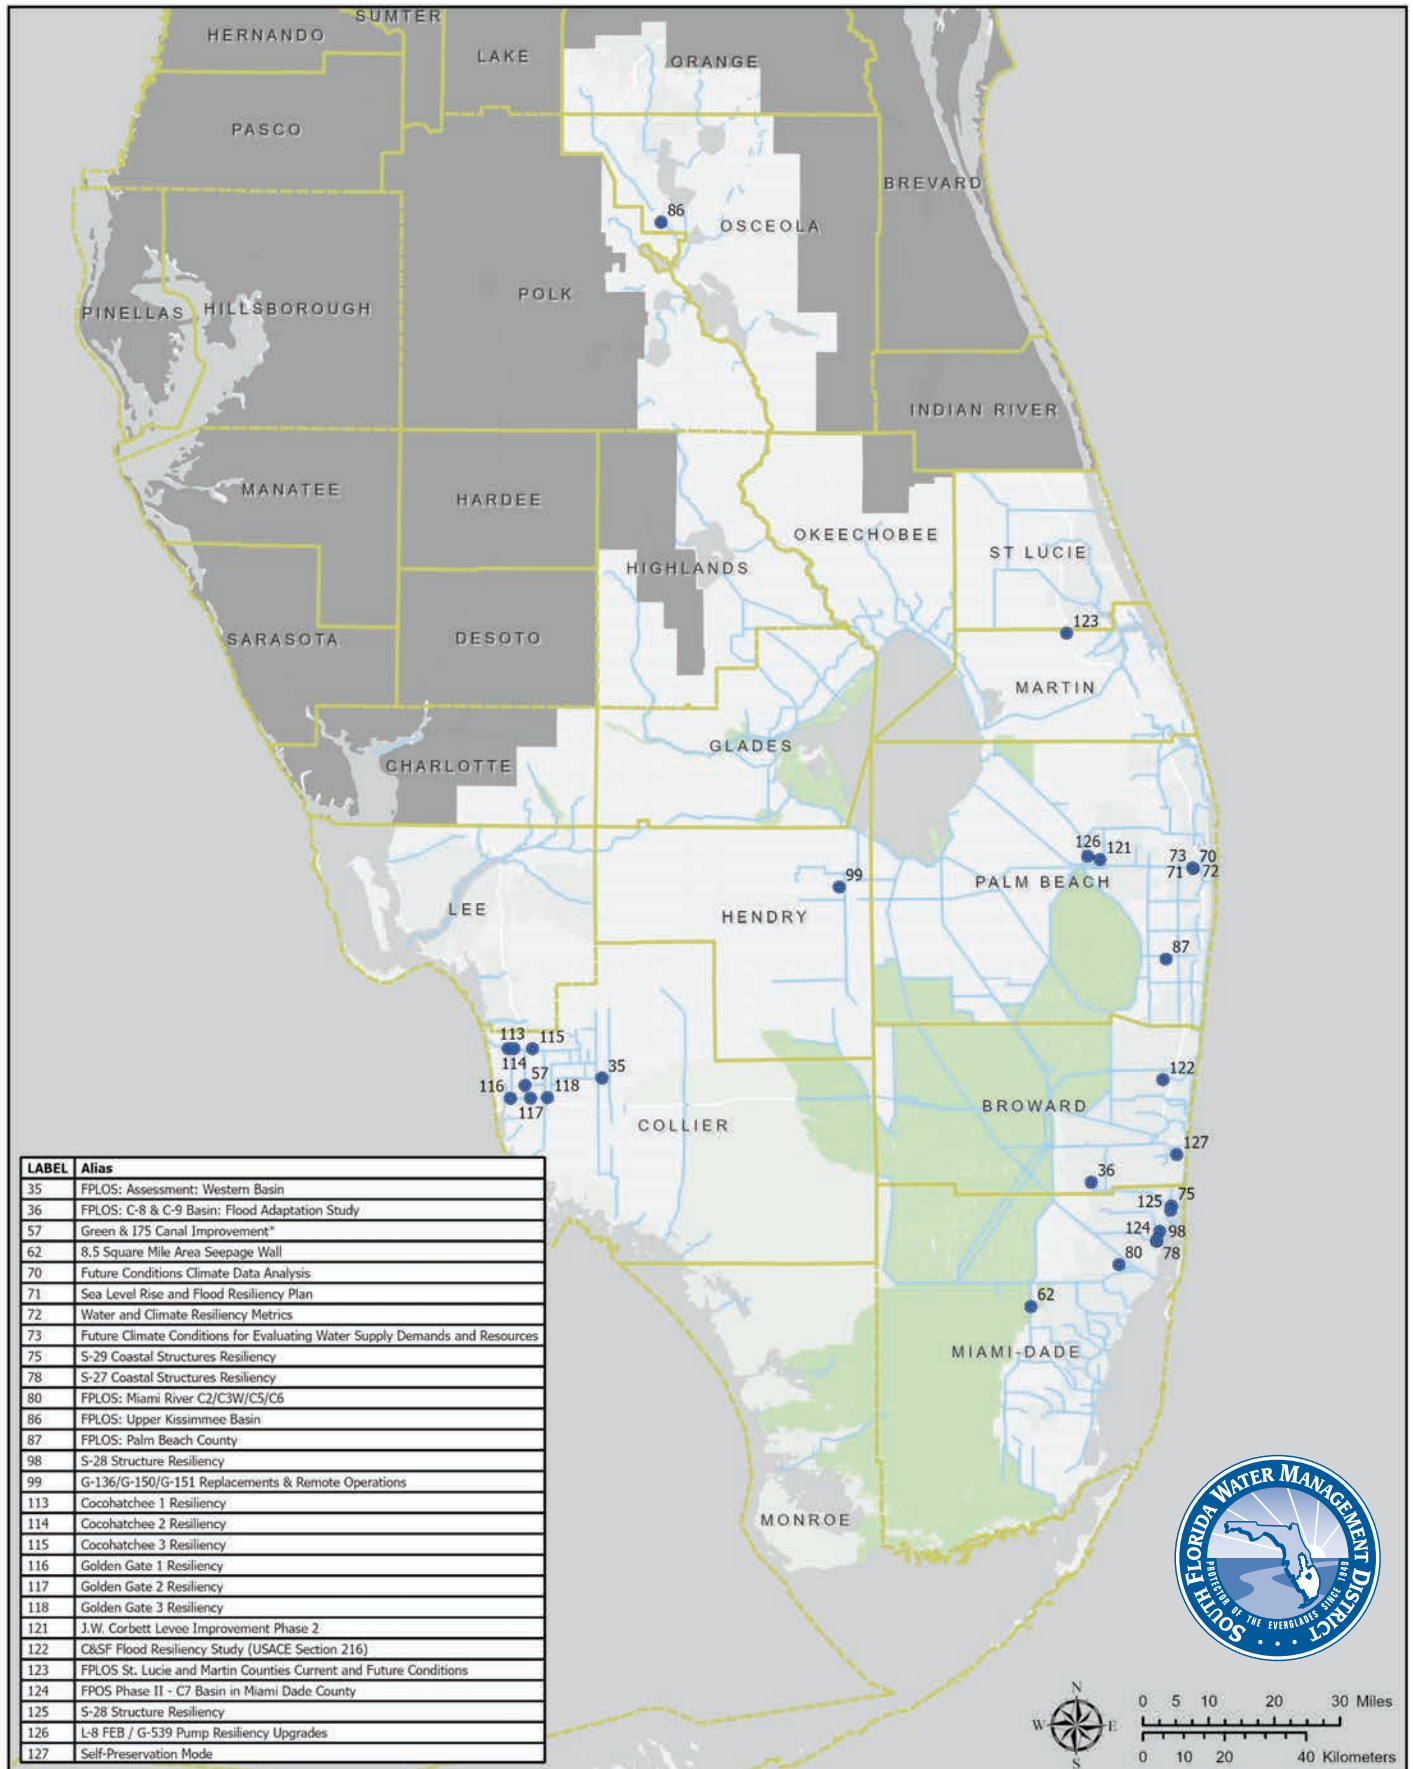 SUMTER
HERNANDO
LAKE
ORANGE
PASCO
BREVARD
86
OSCEOLA
POLK
PINELLAS
HILLSBOROUGH
INDIAN RIVER
MANATEE
HARDEE
OKEECHOBEE
ST LUCIE
HIGHLANDS
123
SARASOTA
DESOTO
MARTIN
GLADES
CHARLOTTE
126 121
73 70
71 72
PALM BEACH
99
LEE
HENDRY
87
113 115
114
57
35
116
118
117
122
BROWARD
COLLIER
127
36
75
125
124 98
80 78
62
MIAMI-DADE
MONROE
LABEL Alias
35 FPLOS: Assessment: Western Basin
36 FPLOS: C-8 & C-9 Basin: Flood Adaptation Study
57 Green & I75 Canal Improvement*
62 8.5 Square Mile Area Seepage Wall
70 Future Conditions Climate Data Analysis
71 Sea Level Rise and Flood Resiliency Plan
72 Water and Climate Resiliency Metrics
73 Future Climate Conditions for Evaluating Water Supply Demands and Resources
75 S-29 Coastal Structures Resiliency
78 S-27 Coastal Structures Resiliency
80 FPLOS: Miami River C2/C3W/C5/C6
86 FPLOS: Upper Kissimmee Basin
87 FPLOS: Palm Beach County
98 S-28 Structure Resiliency
99 G-136/G-150/G-151 Replacements & Remote Operations
113 Cocohatchee 1 Resiliency
114 Cocohatchee 2 Resiliency
115 Cocohatchee 3 Resiliency
116 Golden Gate 1 Resiliency
117 Golden Gate 2 Resiliency
118 Golden Gate 3 Resiliency
121 J.W. Corbett Levee Improvement Phase 2
122 C&SF Flood Resiliency Study (USACE Section 216)
123 FPLOS St. Lucie and Martin Counties Current and Future Conditions
124 FPOS Phase II - C7 Basin in Miami Dade County
125 S-28 Structure Resiliency
126 L-8 FEB / G-539 Pump Resiliency Upgrades
127 Self-Preservation Mode
SOUTH FLORIDA WATER MANAGEMENT DISTRICT
PROTECTOR OF THE EVERGLADES SINCE 1949
N
W E
S
0 5 10 20 30 Miles
0 10 20 40 Kilometers